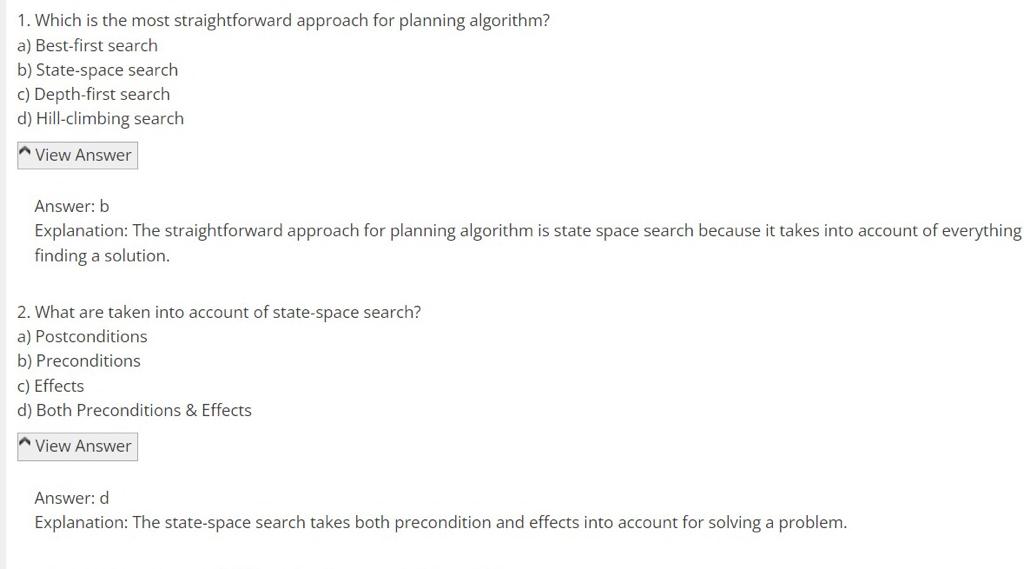 1. Which is the most straightforward approach for planning algorithm?
a) Best-first search
b) State-space search
c) Depth-first search
d) Hill-climbing search
View Answer
Answer: b
Explanation: The straightforward approach for planning algorithm is state space search because it takes into account of everything
finding a solution.
2. What are taken into account of state-space search?
a) Postconditions
b) Preconditions
c) Effects
d) Both Preconditions & Effects
View Answer
Answer: d
Explanation: The state-space search takes both precondition and effects into account for solving a problem.